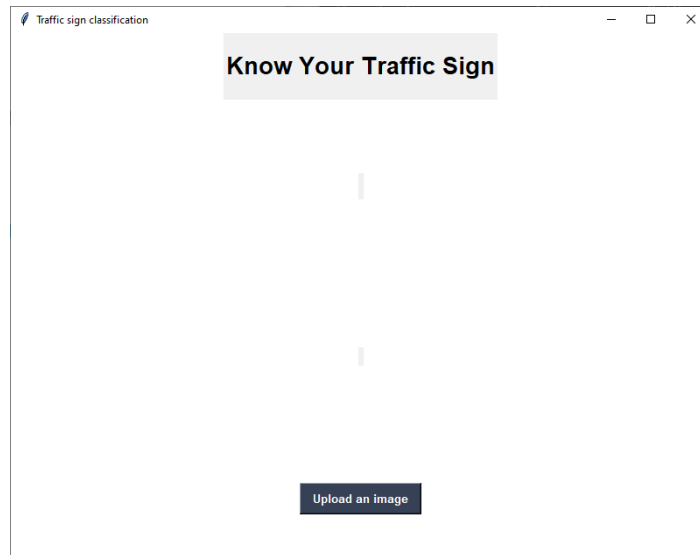 Traffic sign classification
Know Your Traffic Sign
Upload an image